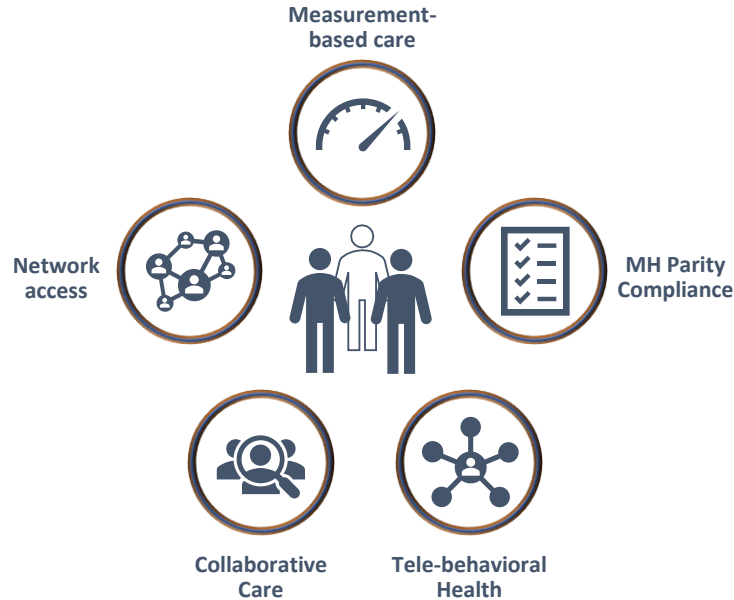 Measurement-
based care
Network
access
MH Parity
Compliance
Collaborative
Care
Tele-behavioral
Health